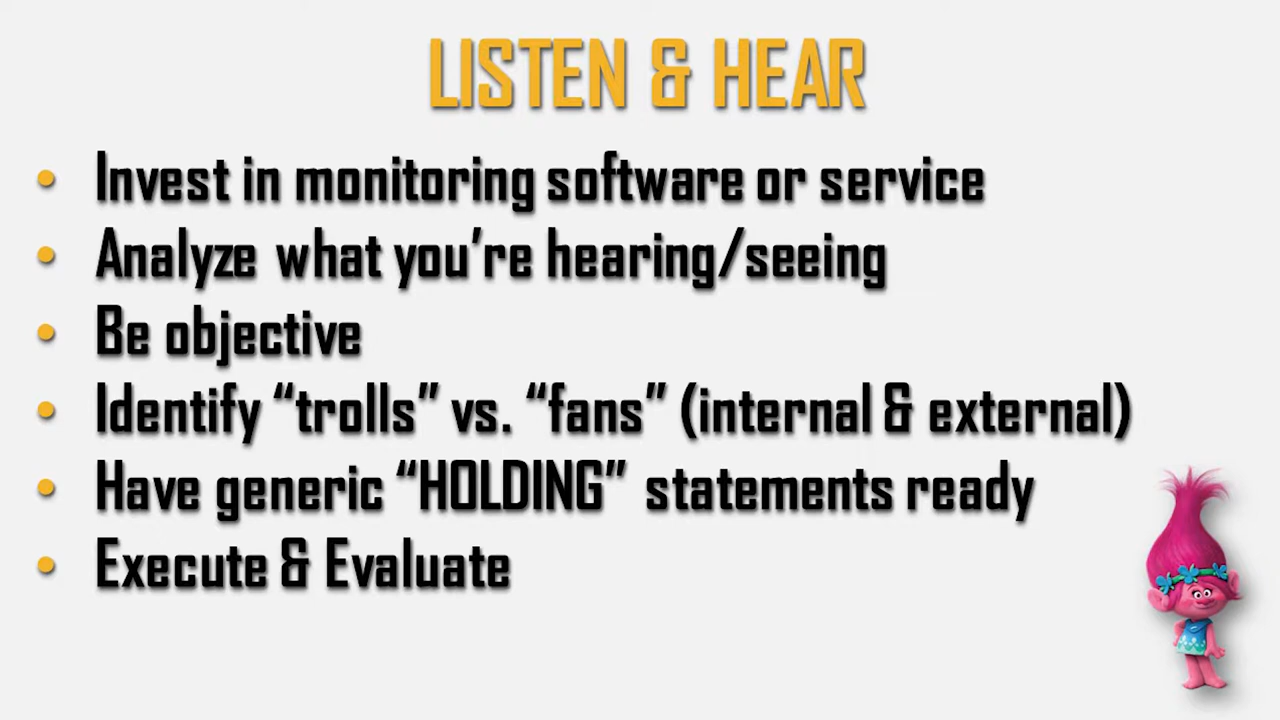 LISTEN & HEAR
• Invest in monitoring software or service
• Analyze what you’re hearing/seeing
• Be objective
• Identify “trolls” vs. “fans” (internal & external)
• Have generic “HOLDING” statements ready
• Execute & Evaluate